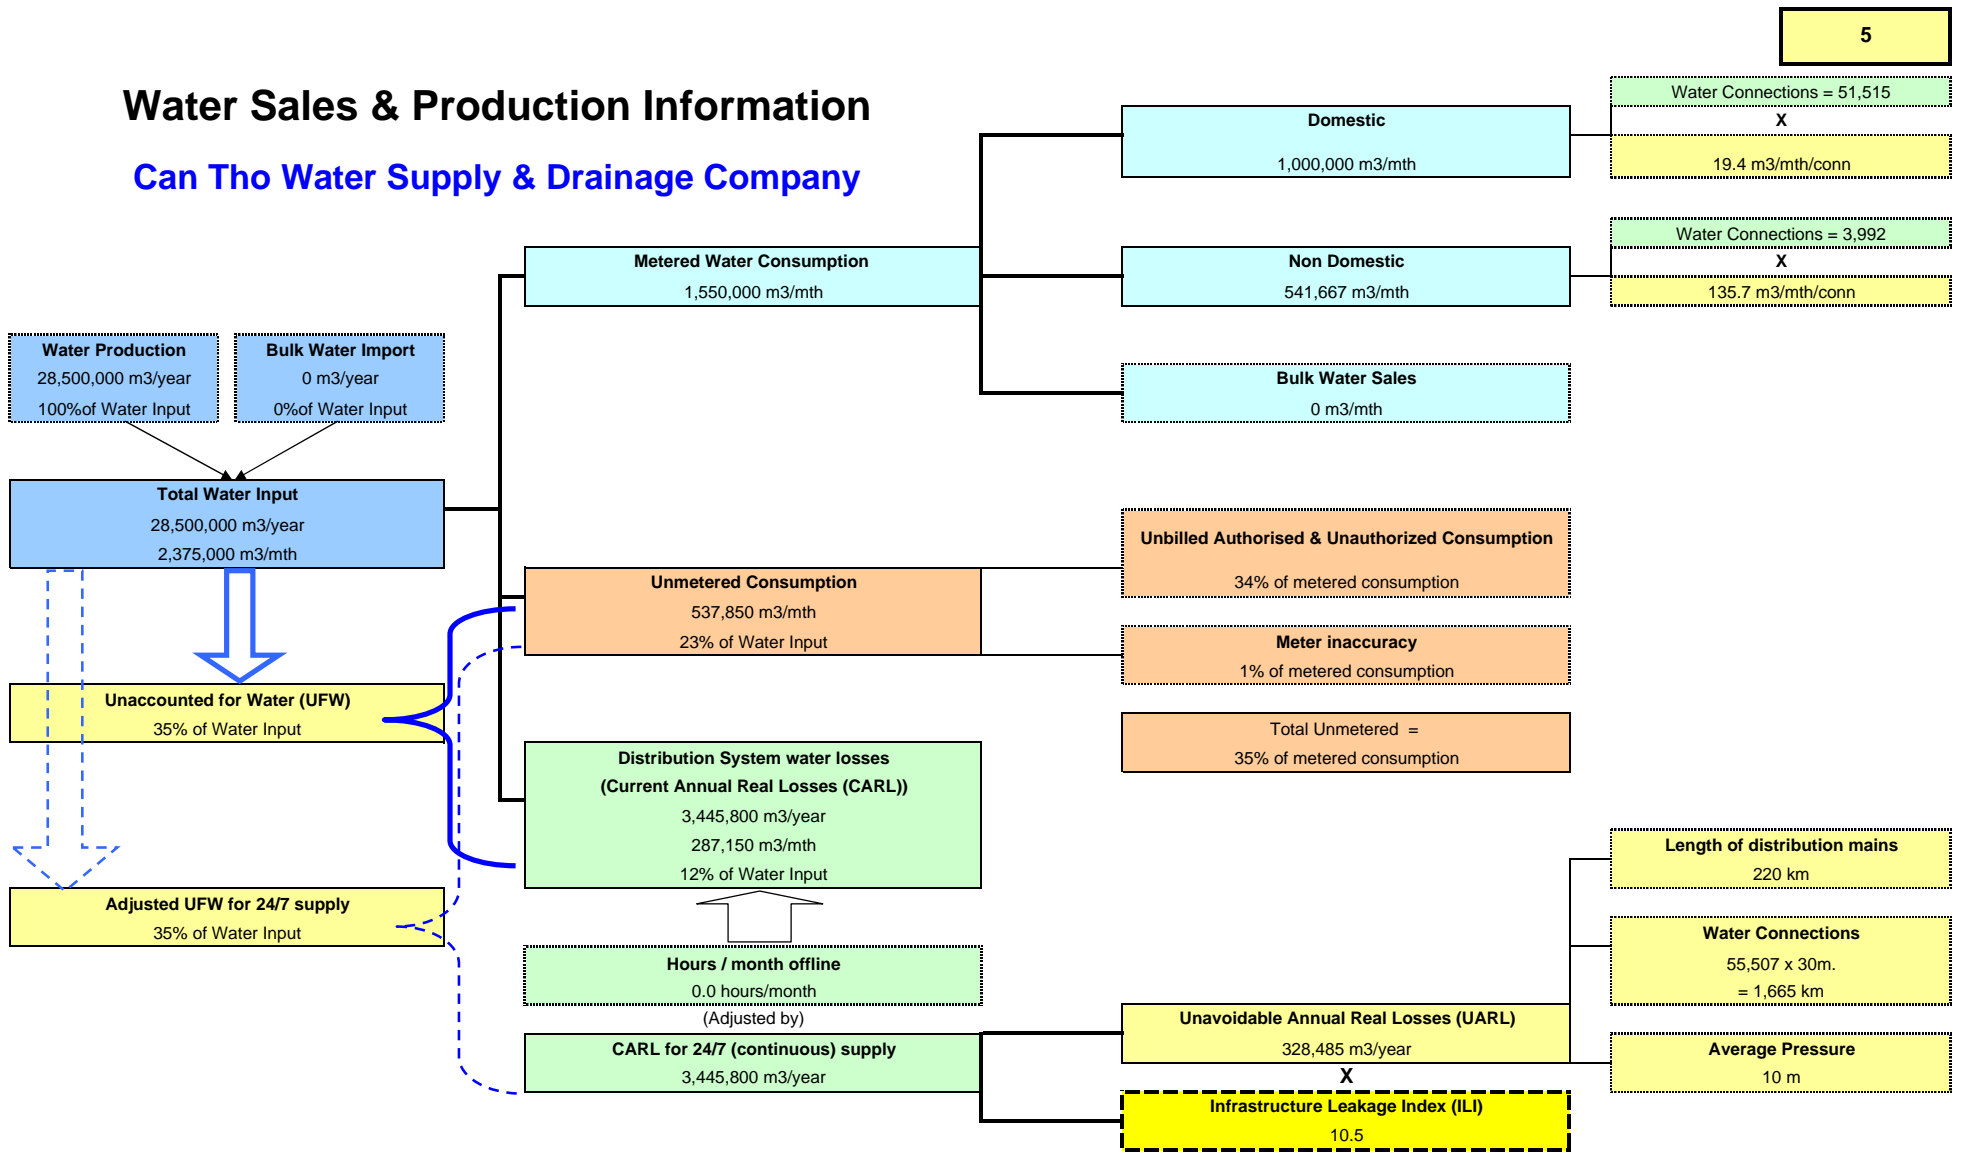 5
Water Sales & Production Information
Can Tho Water Supply & Drainage Company
Water Connections = 51,515
X
19.4 m3/mth/conn
Domestic
1,000,000 m3/mth
Water Connections = 3,992
X
135.7 m3/mth/conn
Metered Water Consumption
1,550,000 m3/mth
Non Domestic
541,667 m3/mth
Water Production
28,500,000 m3/year
100%of Water Input
Bulk Water Import
0 m3/year
0%of Water Input
Bulk Water Sales
0 m3/mth
Total Water Input
28,500,000 m3/year
2,375,000 m3/mth
Unbilled Authorised & Unauthorized Consumption
34% of metered consumption
Unmetered Consumption
537,850 m3/mth
23% of Water Input
Meter inaccuracy
1% of metered consumption
Unaccounted for Water (UFW)
35% of Water Input
Total Unmetered =
35% of metered consumption
Distribution System water losses
(Current Annual Real Losses (CARL))
3,445,800 m3/year
287,150 m3/mth
12% of Water Input
Length of distribution mains
220 km
Adjusted UFW for 24/7 supply
35% of Water Input
Water Connections
55,507 x 30m.
= 1,665 km
Hours / month offline
0.0 hours/month
(Adjusted by)
CARL for 24/7 (continuous) supply
3,445,800 m3/year
Unavoidable Annual Real Losses (UARL)
328,485 m3/year
X
Average Pressure
10 m
Infrastructure Leakage Index (ILI)
10.5